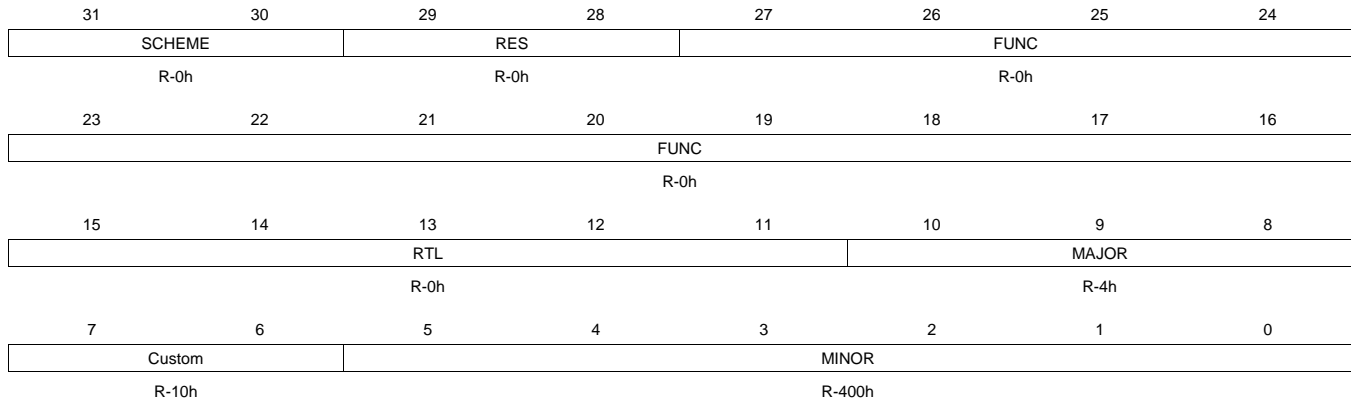 31 30 29 28 27 26 25 24
SCHEME RES FUNC
R-0h R-0h R-0h
23 22 21 20 19 18 17 16
FUNC
R-0h
15 14 13 12 11 10 9 8
RTL MAJOR
R-0h R-4h
7 6 5 4 3 2 1 0
Custom MINOR
R-10h R-400h